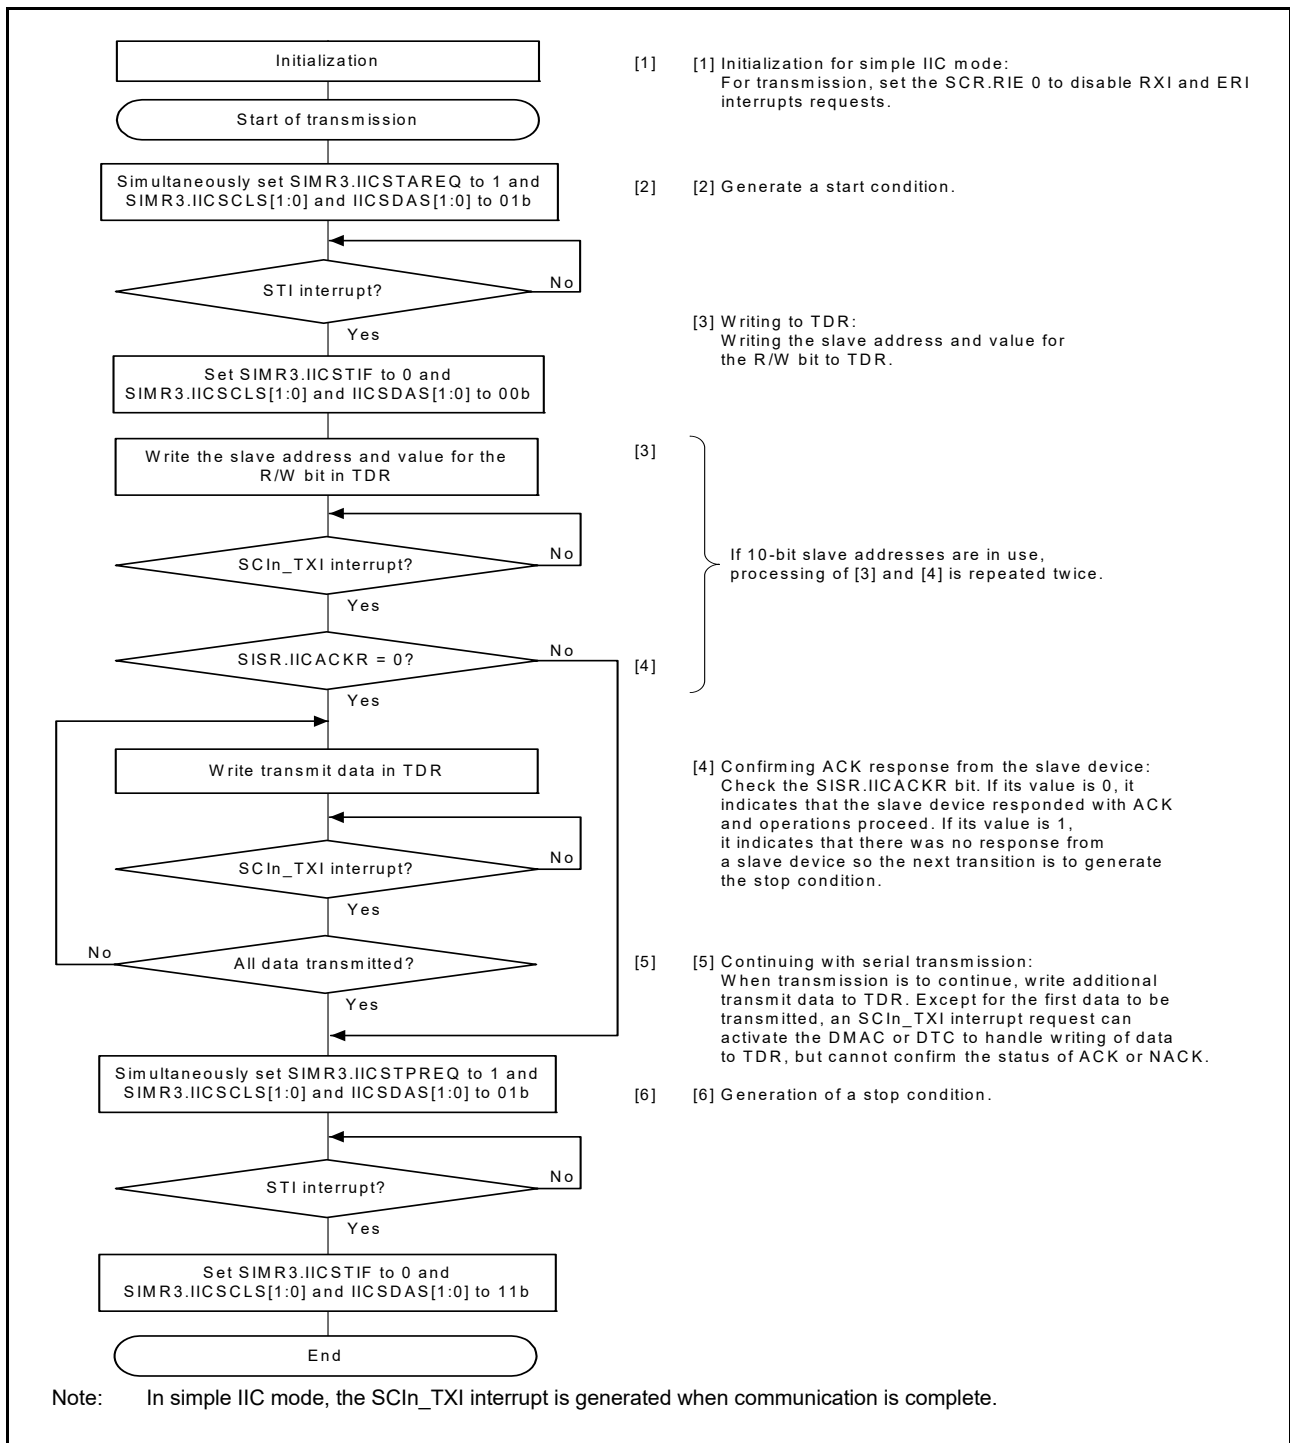 Initialization
[1]
[1] Initialization for simple IIC mode:
For transmission, set the SCR.RIE 0 to disable RXI and ERI
interrupts requests.
Start of transmission
Simultaneously set SIMR3.IICSTAREQ to 1 and
SIMR3.IICSCLS[1:0] and IICSDAS[1:0] to 01b
[2]
[2] Generate a start condition.
STI interrupt?
No
Yes
[3] Writing to TDR:
Writing the slave address and value for
the R/W bit to TDR.
Set SIMR3.IICSTIF to 0 and
SIMR3.IICSCLS[1:0] and IICSDAS[1:0] to 00b
Write the slave address and value for the
R/W bit in TDR
[3]
SCIn_TXI interrupt?
No
Yes
If 10-bit slave addresses are in use,
processing of [3] and [4] is repeated twice.
SISR.IICACKR = 0?
No
Yes
[4]
Write transmit data in TDR
[4] Confirming ACK response from the slave device:
Check the SISR.IICACKR bit. If its value is 0, it
indicates that the slave device responded with ACK
and operations proceed. If its value is 1,
it indicates that there was no response from
a slave device so the next transition is to generate
the stop condition.
SCIn_TXI interrupt?
No
Yes
No
All data transmitted?
Yes
[5]
[5] Continuing with serial transmission:
When transmission is to continue, write additional
transmit data to TDR. Except for the first data to be
transmitted, an SCIn_TXI interrupt request can
activate the DMAC or DTC to handle writing of data
to TDR, but cannot confirm the status of ACK or NACK.
Simultaneously set SIMR3.IICSTPREQ to 1 and
SIMR3.IICSCLS[1:0] and IICSDAS[1:0] to 01b
[6]
[6] Generation of a stop condition.
STI interrupt?
No
Yes
Set SIMR3.IICSTIF to 0 and
SIMR3.IICSCLS[1:0] and IICSDAS[1:0] to 11b
End
Note: In simple IIC mode, the SCIn_TXI interrupt is generated when communication is complete.